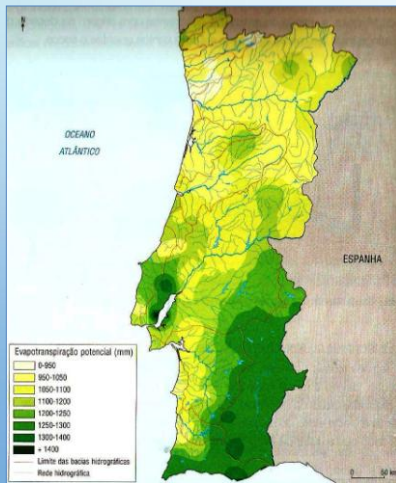 N
OCEANO
ATLÂNTICO
ESPANHA
Evapotranspiração potencial (mm)
0-950
950-1050
1050-1100
1100-1200
1200-1250
1250-1300
1300-1400
+ 1400
Limite das bacias hidrográficas
Rede hidrográfica
0 50 km